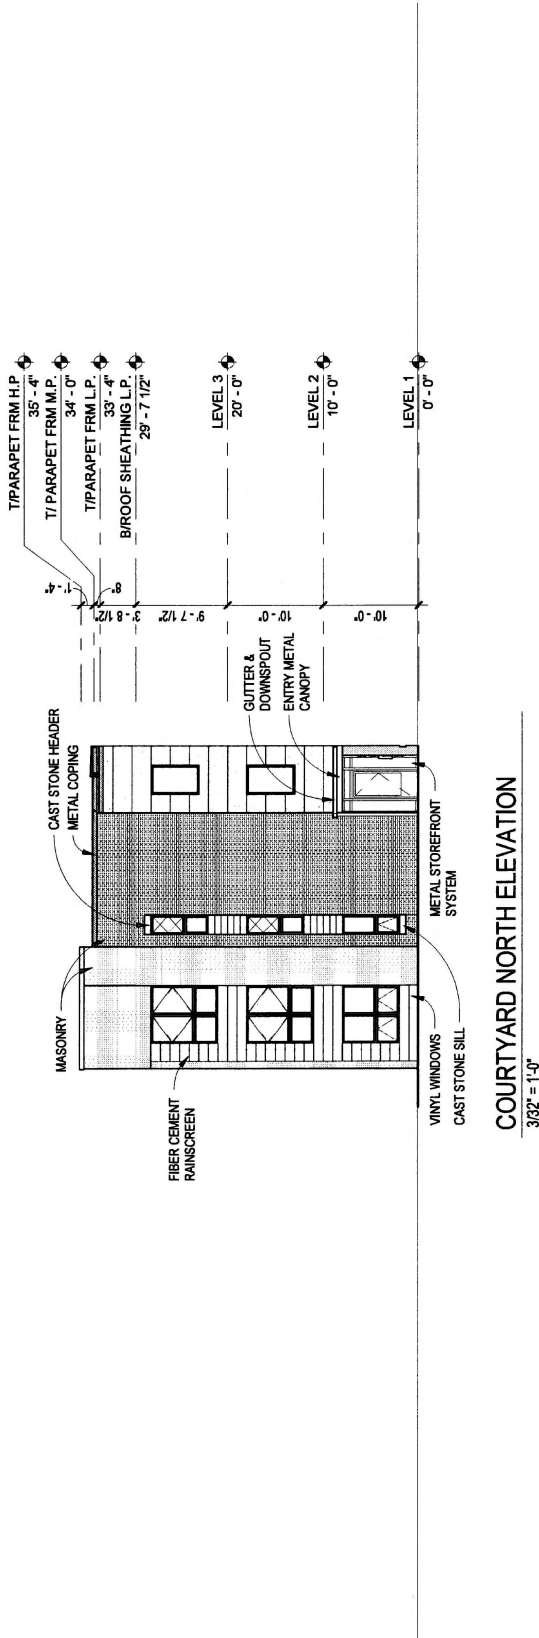 T/PARAPET FRM H.P
35' - 4"
T/ PARAPET FRM M.P.
34' - 0"
T/PARAPET FRM L.P.
33' - 4"
B/ROOF SHEATHING L.P.
29' - 7 1/2"
LEVEL 3
20' - 0"
LEVEL 2
10' - 0"
LEVEL 1
0' - 0"
1' - 4"
8"
3' - 8 1/2"
9' - 7 1/2"
10' - 0"
10' - 0"
CAST STONE HEADER
METAL COPING
MASONRY
GUTTER &
DOWNSPOUT
ENTRY METAL
CANOPY
FIBER CEMENT
RAINSCREEN
METAL STOREFRONT
SYSTEM
VINYL WINDOWS
CAST STONE SILL
COURTYARD NORTH ELEVATION
3/32" = 1'-0"